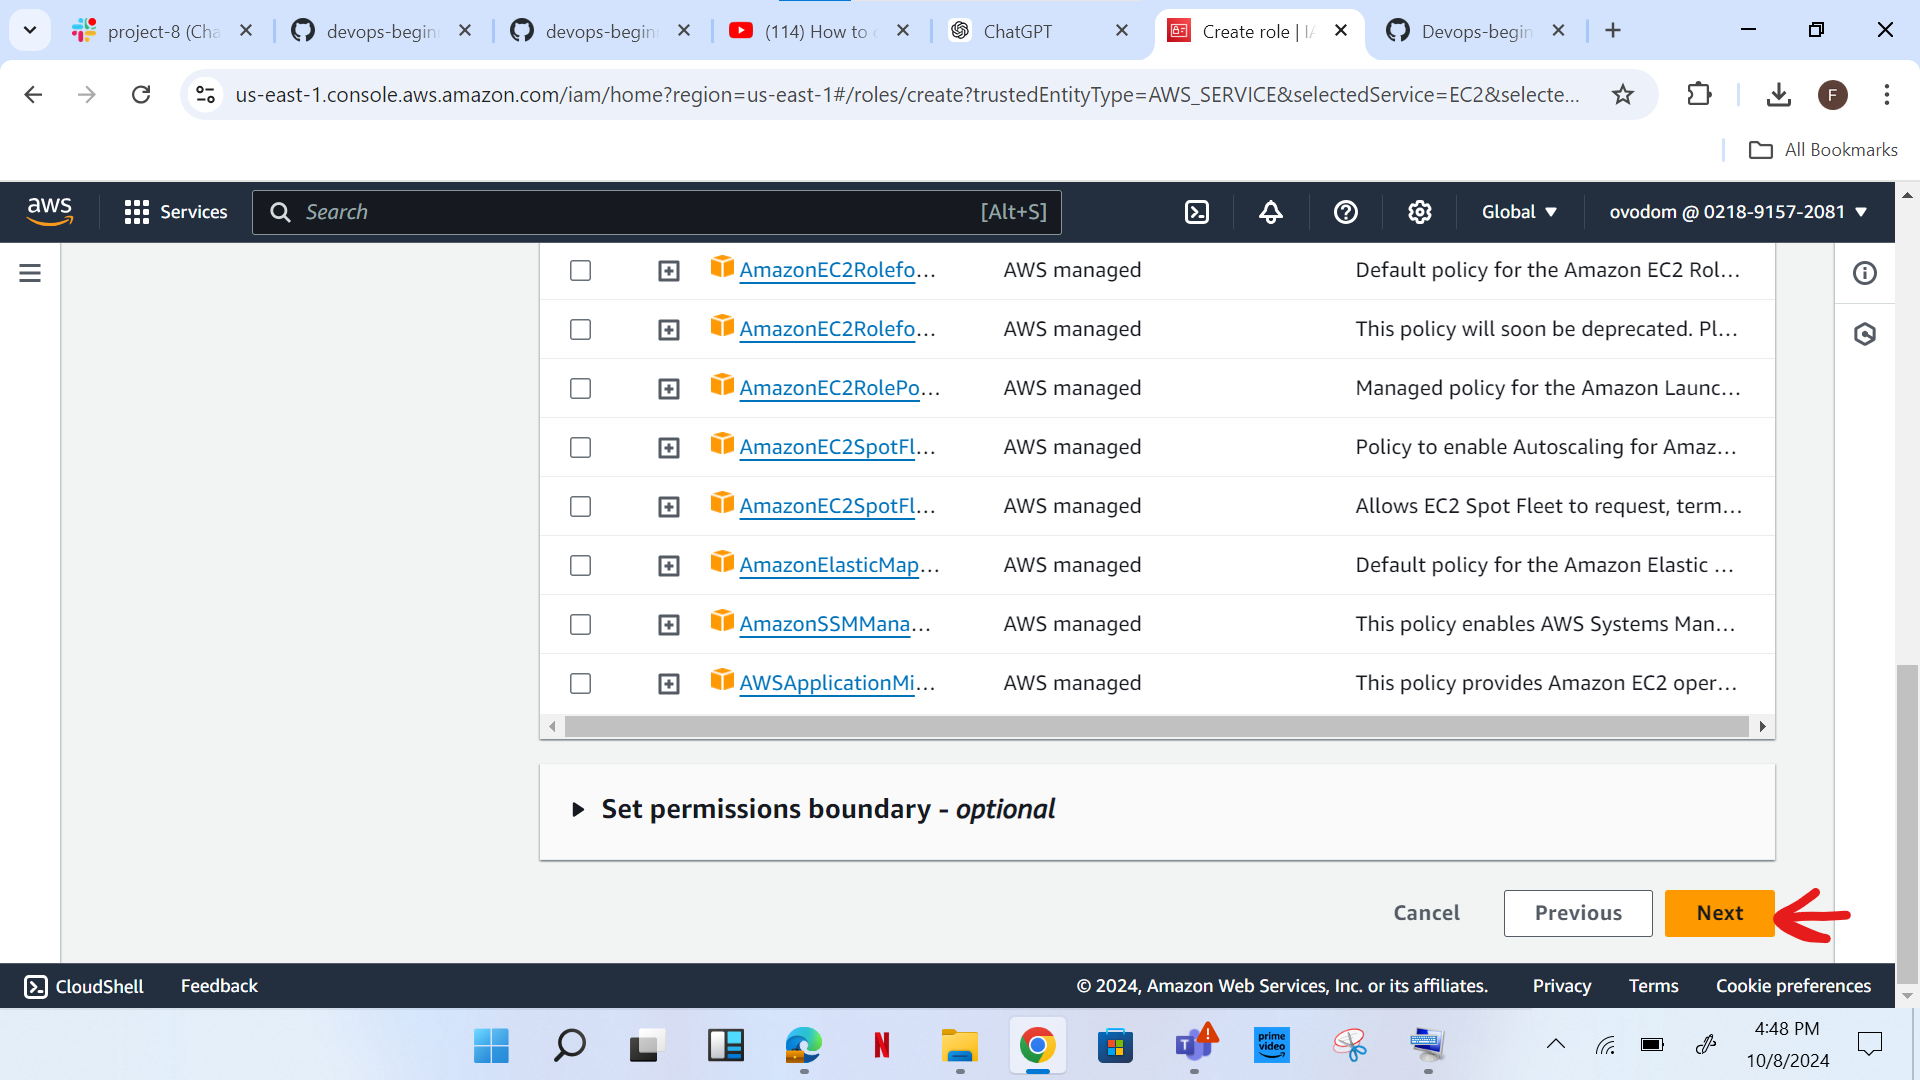 project-8 (Cha
devops-begin
devops-begin
(114) How to c
ChatGPT
Create role | IA
Devops-begin
us-east-1.console.aws.amazon.com/iam/home?region=us-east-1#/roles/create?trustedEntityType=AWS_SERVICE&selectedService=EC2&selecte...
F
All Bookmarks
aws
Services
Search
[Alt+S]
Global
ovodom @ 0218-9157-2081
AmazonEC2Rolefo... AWS managed Default policy for the Amazon EC2 Rol...
AmazonEC2Rolefo... AWS managed This policy will soon be deprecated. Pl...
AmazonEC2RolePo... AWS managed Managed policy for the Amazon Launc...
AmazonEC2SpotFl... AWS managed Policy to enable Autoscaling for Amaz...
AmazonEC2SpotFl... AWS managed Allows EC2 Spot Fleet to request, term...
AmazonElasticMap... AWS managed Default policy for the Amazon Elastic ...
AmazonSSMMana... AWS managed This policy enables AWS Systems Man...
AWSApplicationMi... AWS managed This policy provides Amazon EC2 oper...
Set permissions boundary - optional
Cancel
Previous
Next
CloudShell
Feedback
© 2024, Amazon Web Services, Inc. or its affiliates.
Privacy
Terms
Cookie preferences
N
T
prime video
4:48 PM
10/8/2024